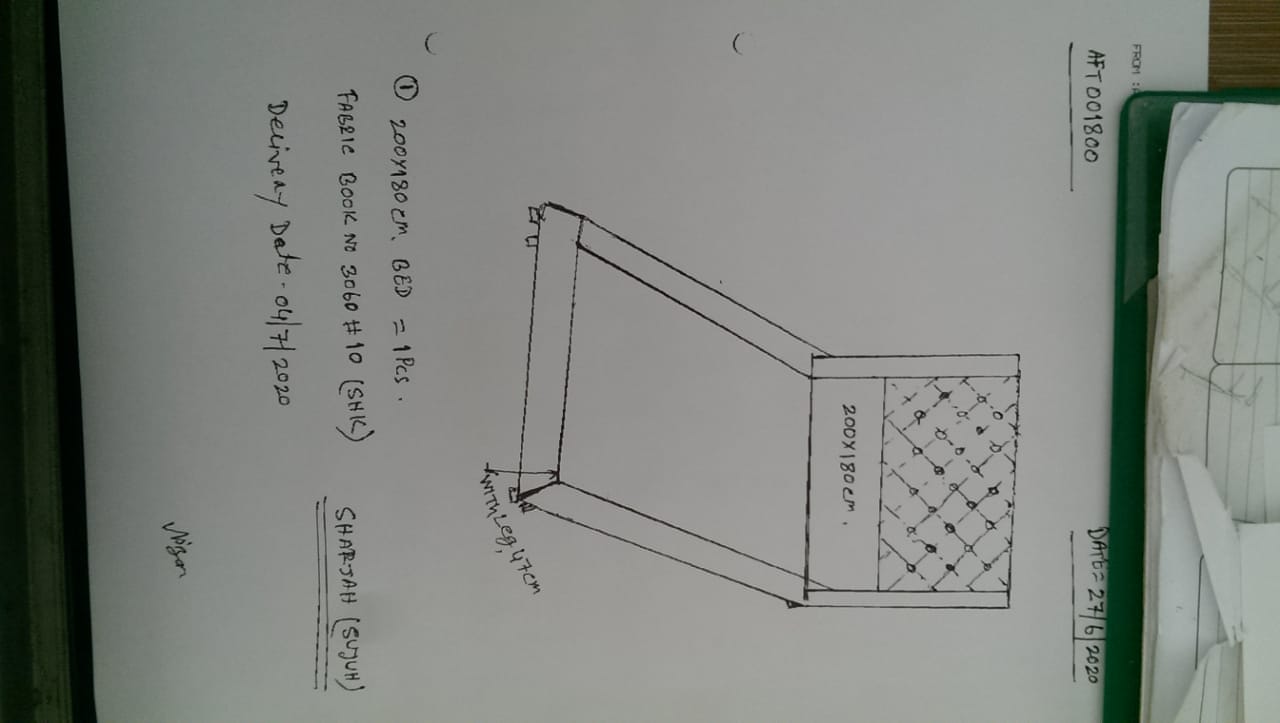 FROM :
AFT001800
DATE= 27/6/2020
200X180cm.
WITH Leg, 47cm
① 200X180cm. BED = 1Pcs.
FABRIC BOOK NO 3060 #10 (SHK)
SHARJAH (SUJUH)
Delivery Date - 04/7/2020